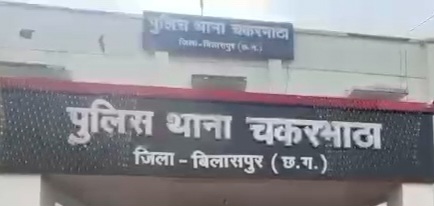 पुलिस थाना चकरभाठा
जिला-बिलासपुर (छ.ग.)
पुलिस थाना चकरभाठा
जिला - बिलासपुर (छ.ग.)